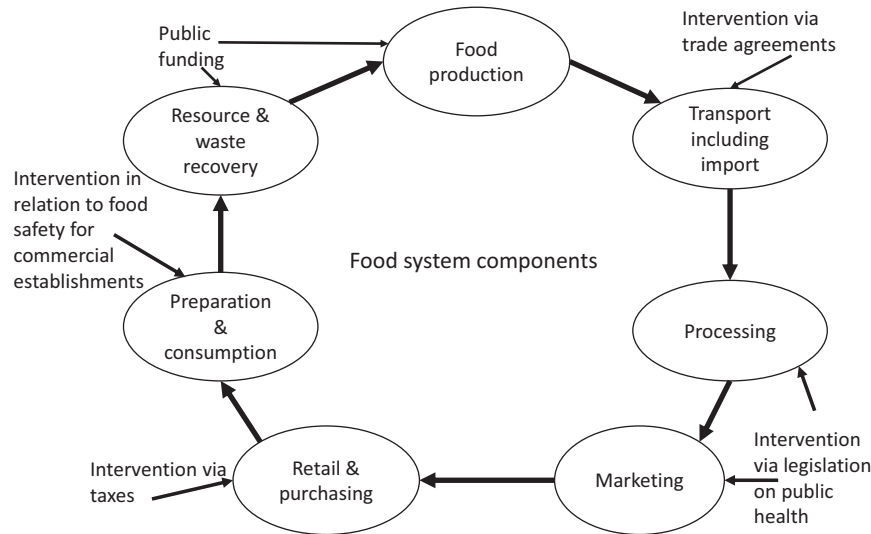 Public
funding
Food
production
Intervention via
trade agreements
Resource &
waste
recovery
Transport
including
import
Intervention in
relation to food
safety for
commercial
establishments
Food system components
Preparation
&
consumption
Processing
Intervention via
taxes
Retail &
purchasing
Marketing
Intervention
via legislation
on public
health